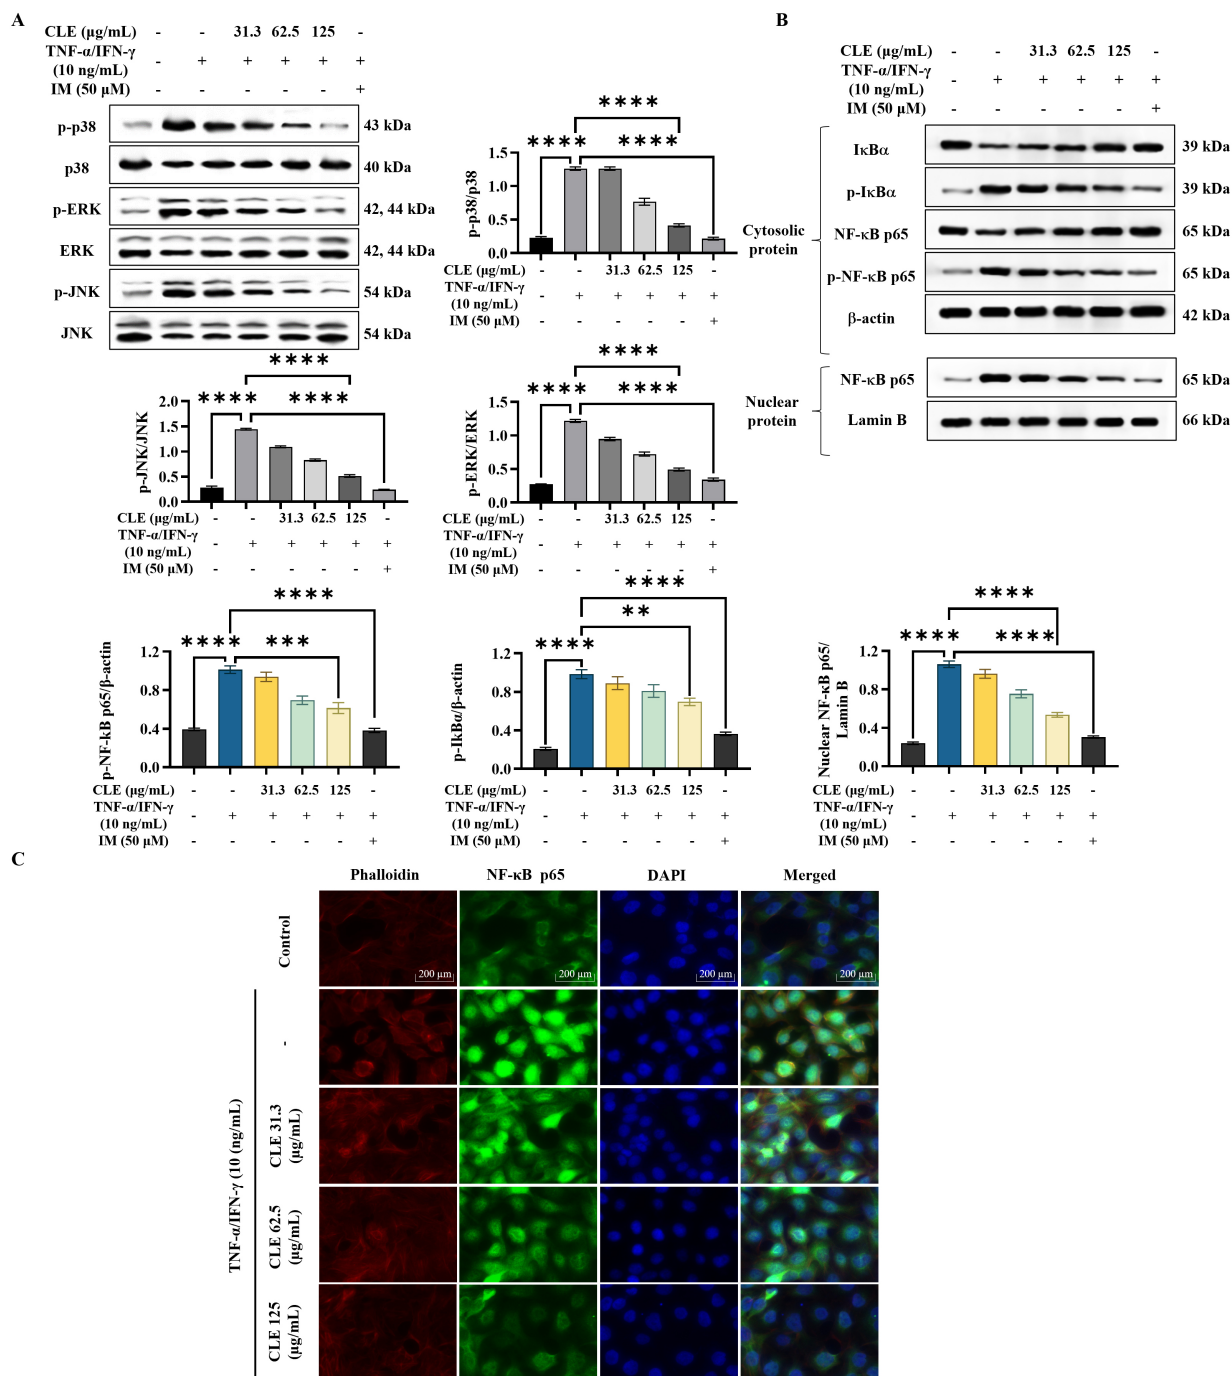 A
CLE (μg/mL) - - 31.3 62.5 125 -
TNF-α/IFN-γ
(10 ng/mL) - + + + + +
IM (50 μM) - - - - - +
p-p38 43 kDa
p38 40 kDa
p-ERK 42, 44 kDa
ERK 42, 44 kDa
p-JNK 54 kDa
JNK 54 kDa
****
**** ****
p-p38/p38
1.5
1.0
0.5
0.0
CLE (μg/mL) - - 31.3 62.5 125 -
TNF-α/IFN-γ
(10 ng/mL) - + + + + +
IM (50 μM) - - - - - +
B
CLE (μg/mL) - - 31.3 62.5 125 -
TNF-α/IFN-γ
(10 ng/mL) - + + + + +
IM (50 μM) - - - - - +
Cytosolic
protein
IκBα 39 kDa
p-IκBα 39 kDa
NF-κB p65 65 kDa
p-NF-κB p65 65 kDa
β-actin 42 kDa
Nuclear
protein
NF-κB p65 65 kDa
Lamin B 66 kDa
****
**** ****
p-JNK/JNK
2.0
1.5
1.0
0.5
0.0
CLE (μg/mL) - - 31.3 62.5 125 -
TNF-α/IFN-γ
(10 ng/mL) - + + + + +
IM (50 μM) - - - - - +
****
**** ****
p-ERK/ERK
1.5
1.0
0.5
0.0
CLE (μg/mL) - - 31.3 62.5 125 -
TNF-α/IFN-γ
(10 ng/mL) - + + + + +
IM (50 μM) - - - - - +
****
**** ***
p-NF-kB p65/β-actin
1.2
0.8
0.4
0.0
CLE (μg/mL) - - 31.3 62.5 125 -
TNF-α/IFN-γ
(10 ng/mL) - + + + + +
IM (50 μM) - - - - - +
****
**
****
p-IkBα/β-actin
1.2
0.8
0.4
0.0
CLE (μg/mL) - - 31.3 62.5 125 -
TNF-α/IFN-γ
(10 ng/mL) - + + + + +
IM (50 μM) - - - - - +
****
**** ****
Nuclear NF-κB p65/
Lamin B
1.2
0.8
0.4
0.0
CLE (μg/mL) - - 31.3 62.5 125 -
TNF-α/IFN-γ
(10 ng/mL) - + + + + +
IM (50 μM) - - - - - +
C
Phalloidin NF-κB p65 DAPI Merged
Control
200 μm 200 μm 200 μm 200 μm
TNF-α/IFN-γ (10 (ng/mL)
-
CLE 31.3
(μg/mL)
CLE 62.5
(μg/mL)
CLE 125
(μg/mL)